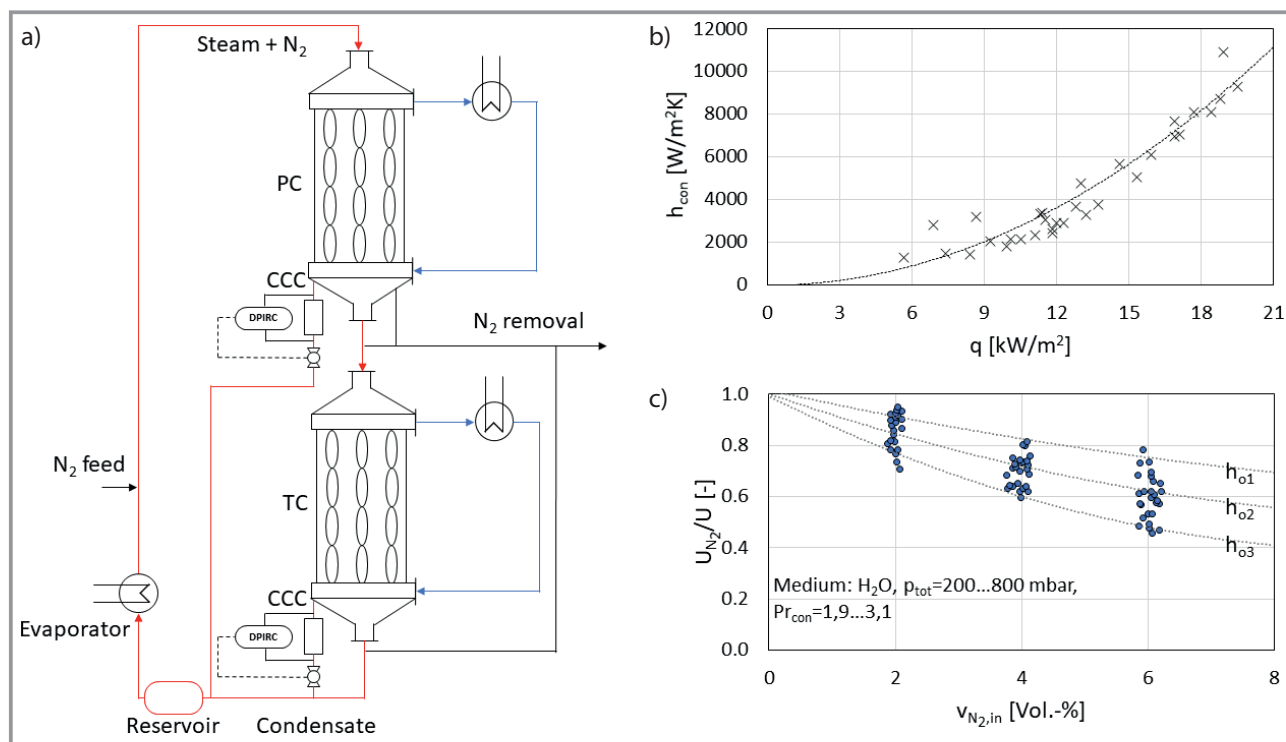 a)
Steam + N2
PC
CCC
DPIRC
N2 removal
N2 feed
TC
CCC
DPIRC
Evaporator
Reservoir
Condensate
b)
12000
10000
8000
6000
4000
2000
0
hcon [W/m²K]
0 3 6 9 12 15 18 21
q [kW/m²]
c)
1.0
0.8
0.6
0.4
0.2
0.0
UN2/U [-]
ho1
ho2
ho3
Medium: H2O, ptot=200...800 mbar,
Prcon=1,9...3,1
0 2 4 6 8
vN2,in [Vol.-%]